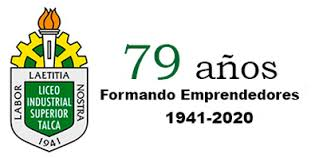 LAETITIA
LABOR
NOSTRA
LICEO
INDUSTRIAL
SUPERIOR
TALCA
1941
79 años
Formando Emprendedores
1941-2020